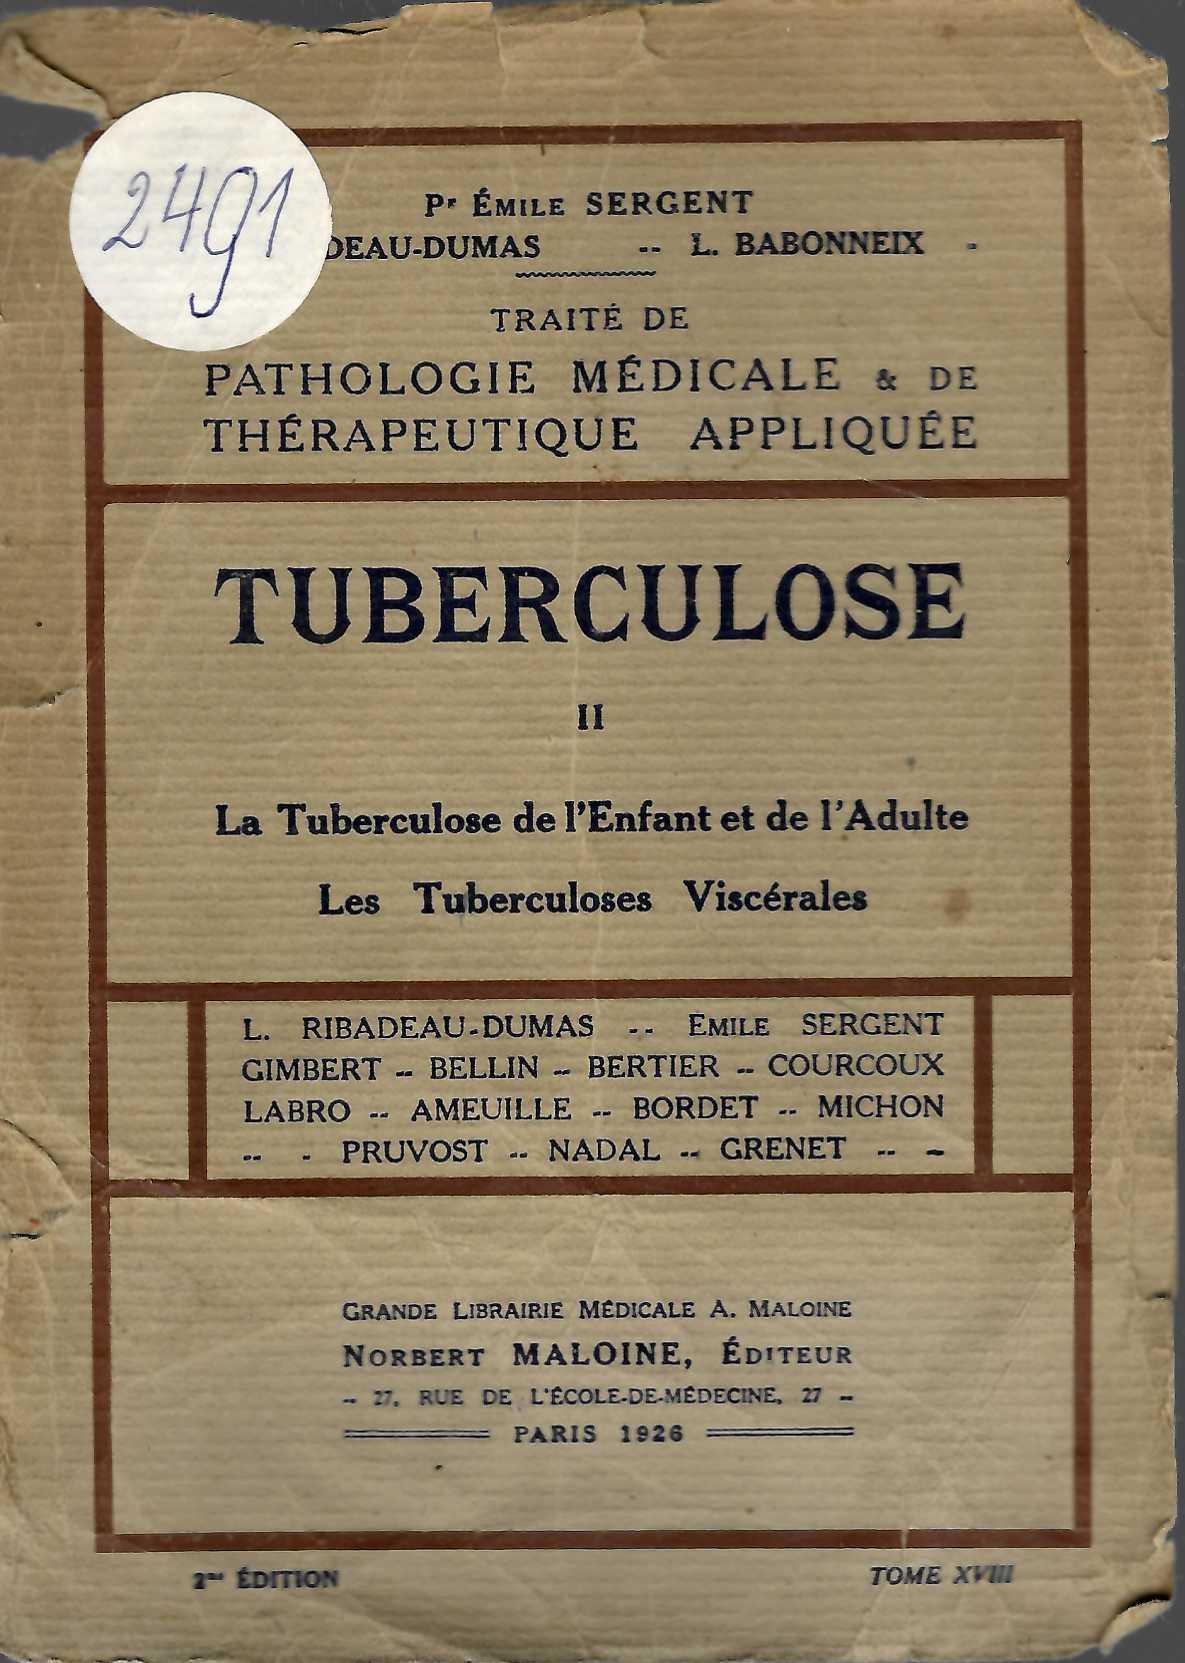 2491
Pr ÉMILE SERGENT
DEAU-DUMAS -- L. BABONNEIX -
TRAITÉ DE
PATHOLOGIE MÉDICALE & DE
THÉRAPEUTIQUE APPLIQUÉE
TUBERCULOSE
II
La Tuberculose de l'Enfant et de l'Adulte
Les Tuberculoses Viscérales
L. RIBADEAU-DUMAS -- EMILE SERGENT
GIMBERT -- BELLIN -- BERTIER -- COURCOUX
LABRO -- AMEUILLE -- BORDET -- MICHON
-- - PRUVOST -- NADAL -- GRENET -- -
GRANDE LIBRAIRIE MÉDICALE A. MALOINE
NORBERT MALOINE, ÉDITEUR
-- 27, RUE DE L'ÉCOLE-DE-MÉDECINE, 27 --
PARIS 1926
2me ÉDITION
TOME XVIII